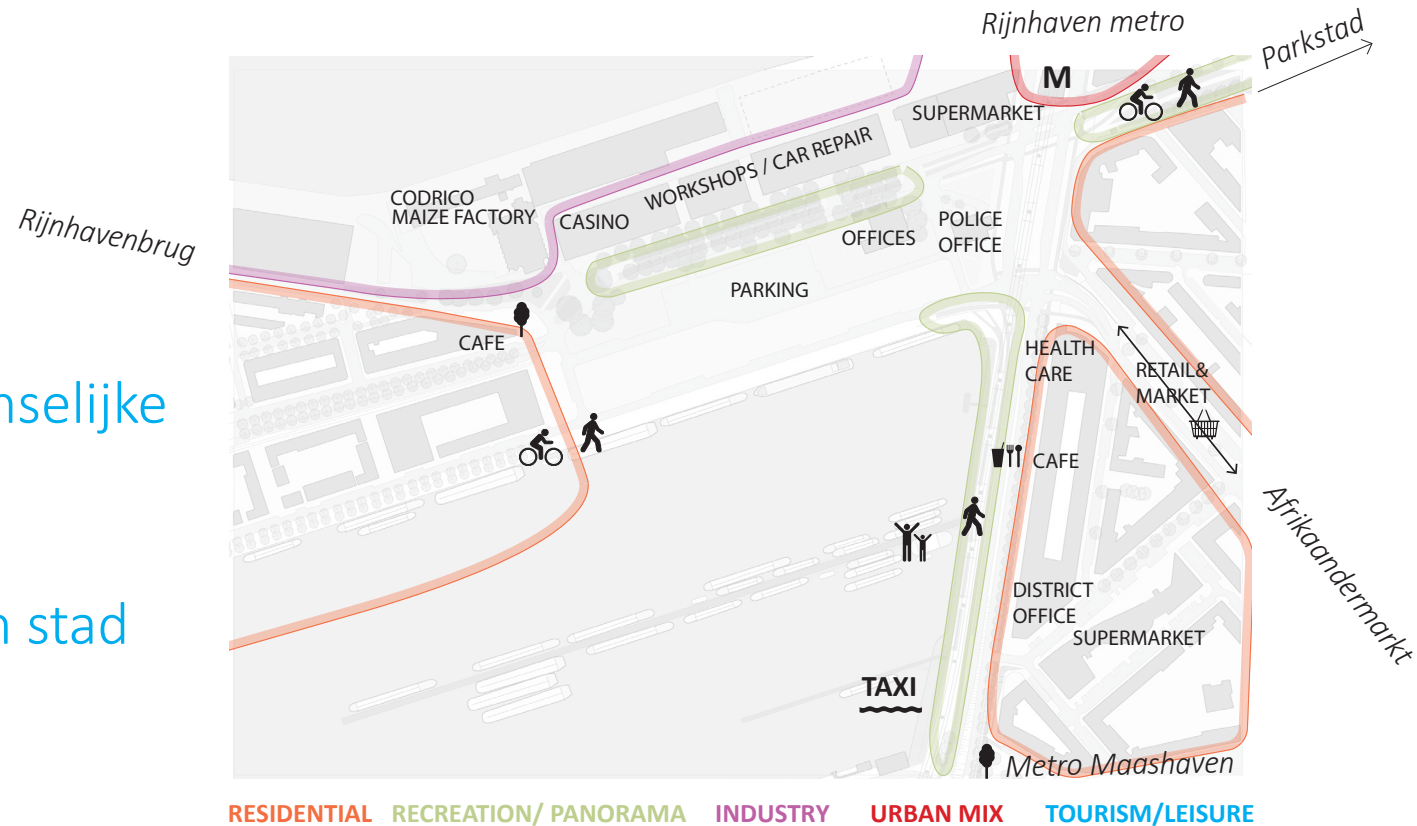 Rijnhaven metro
Parkstad
M
SUPERMARKET
WORKSHOPS / CAR REPAIR
CODRICO
MAIZE FACTORY
CASINO
Rijnhavenbrug
OFFICES
POLICE
OFFICE
PARKING
CAFE
HEALTH
CARE
RETAIL&
MARKET
nselijke
CAFE
Afrikaandermarkt
DISTRICT
OFFICE
SUPERMARKET
n stad
TAXI
Metro Maashaven
RESIDENTIAL RECREATION/ PANORAMA INDUSTRY URBAN MIX TOURISM/LEISURE